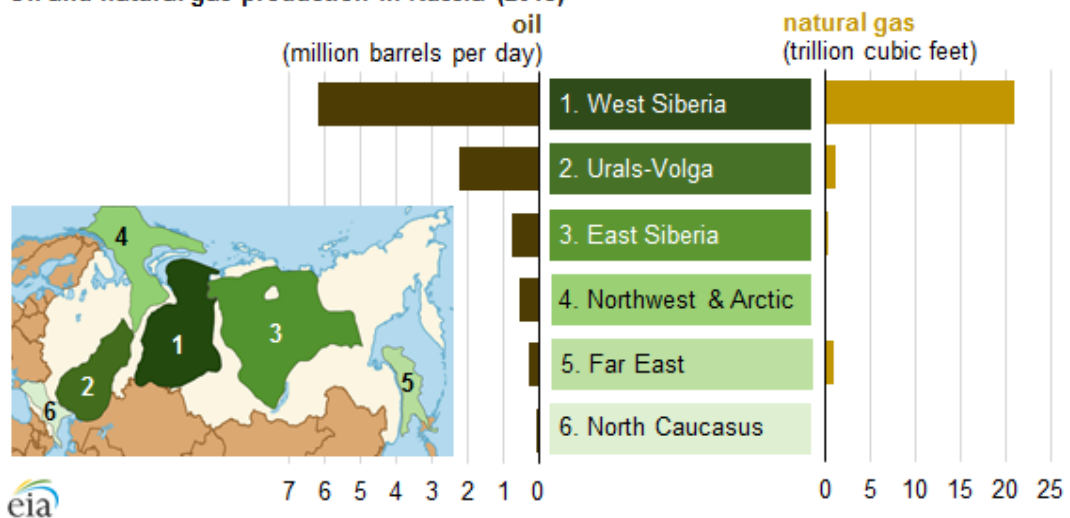 oil
(million barrels per day)
natural gas
(trillion cubic feet)
1. West Siberia
2. Urals-Volga
3. East Siberia
4. Northwest & Arctic
5. Far East
6. North Caucasus
4
1
3
2
5
6
7 6 5 4 3 2 1 0
0 5 10 15 20 25
eia